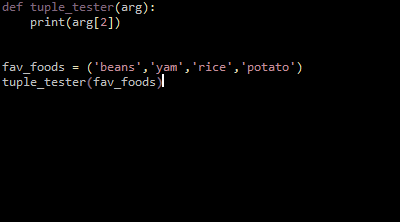 def tuple_tester(arg):
    print(arg[2])
fav_foods = ('beans','yam','rice','potato')
tuple_tester(fav_foods)